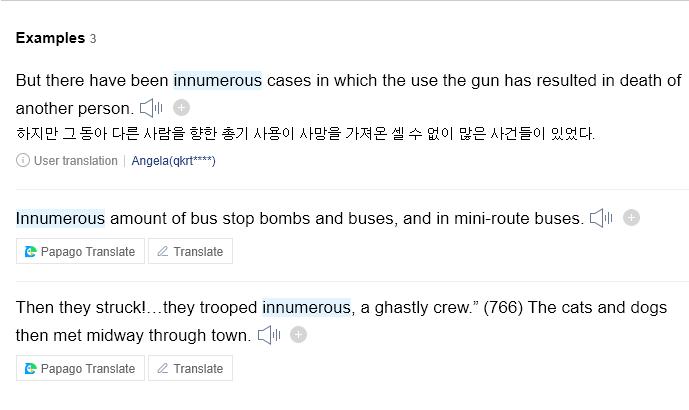 Examples 3
But there have been innumerous cases in which the use the gun has resulted in death of
another person.
하지만 그 동아 다른 사람을 향한 총기 사용이 사망을 가져온 셀 수 없이 많은 사건들이 있었다.
User translation | Angela(qkrt****)
Innumerous amount of bus stop bombs and buses, and in mini-route buses.
Papago Translate Translate
Then they struck!…they trooped innumerous, a ghastly crew.” (766) The cats and dogs
then met midway through town.
Papago Translate Translate